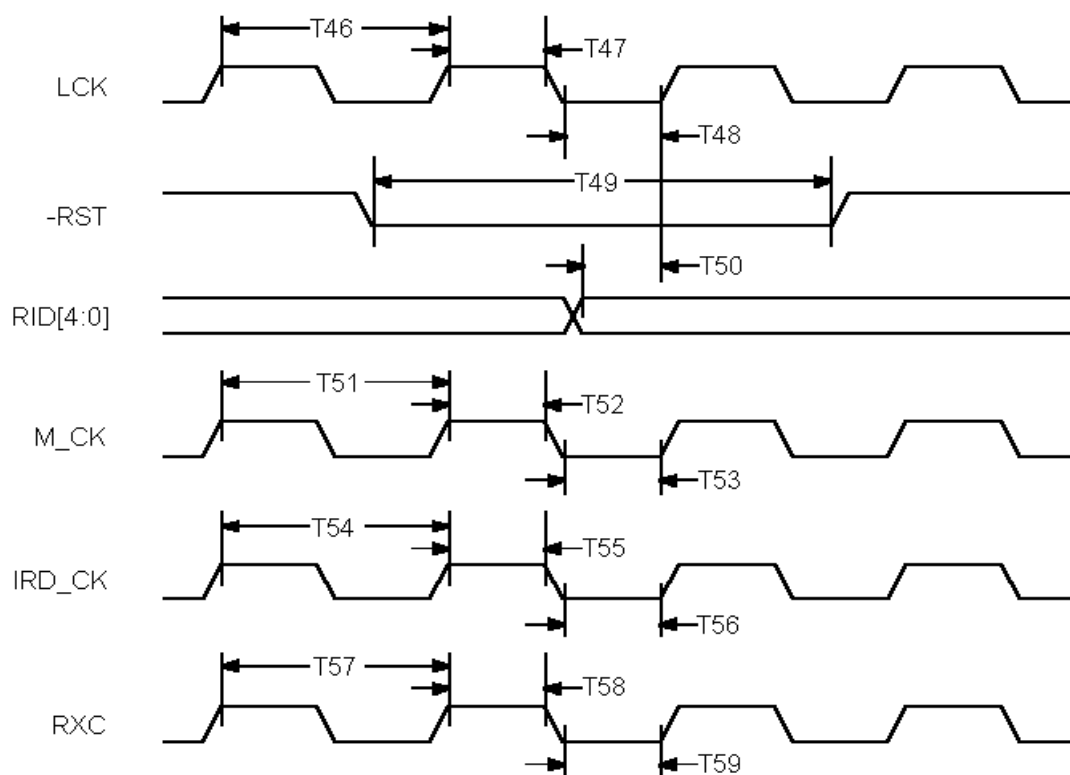 T46
T47
LCK
T48
T49
-RST
T50
RID[4:0]
T51
T52
M_CK
T53
T54
T55
IRD_CK
T56
T57
T58
RXC
T59